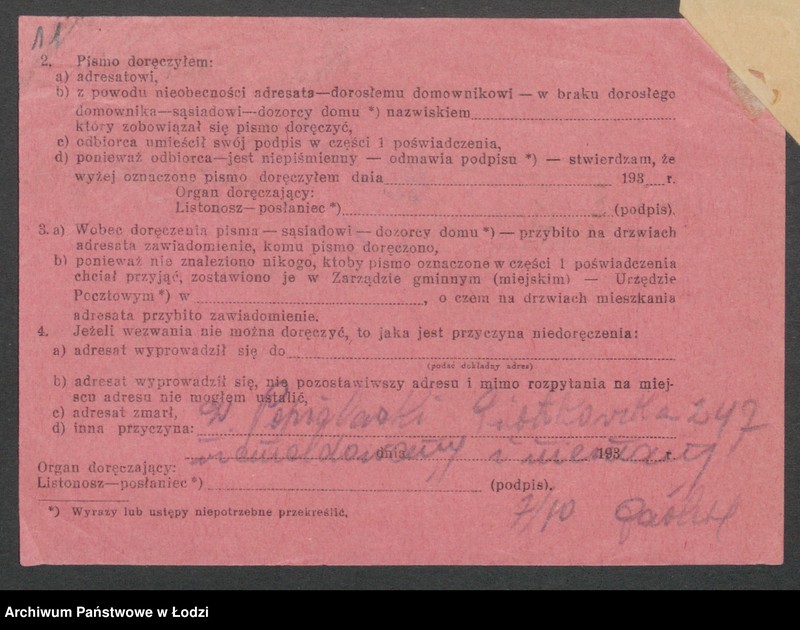 11
2. Pismo doręczyłem:
a) adresatowi,
b) z powodu nieobecności adresata—dorosłemu domownikowi — w braku dorosłego
domownika—sąsiadowi—dozorcy domu *) nazwiskiem
który zobowiązał się pismo doręczyć,
c) odbiorca umieścił swój podpis w części 1 poświadczenia,
d) ponieważ odbiorca—jest niepiśmienny — odmawia podpisu *) — stwierdzam, że
wyżej oznaczone pismo doręczyłem dnia 193 r.
Organ doręczający:
Listonosz—posłaniec *) (podpis).
3. a) Wobec doręczenia pisma — sąsiadowi — dozorcy domu *) — przybito na drzwiach
adresata zawiadomienie, komu pismo doręczono,
b) ponieważ nie znaleziono nikogo, ktoby pismo oznaczone w części 1 poświadczenia
chciał przyjąć, zostawiono je w Zarządzie gminnym (miejskim) — Urzędzie
Pocztowym *) w , o czem na drzwiach mieszkania
adresata przybito zawiadomienie.
4. Jeżeli wezwania nie można doręczyć, to jaka jest przyczyna niedoręczenia:
a) adresat wyprowadził się do
(podać dokładny adres)
b) adresat wyprowadził się, nie pozostawiwszy adresu i mimo rozpytania na miej-
scu adresu nie mogłem ustalić,
c) adresat zmarł,
d) inna przyczyna: Piotrkowska 247
dnia 193 r
Organ doręczający:
Listonosz—posłaniec *) (podpis).
*) Wyrazy lub ustępy niepotrzebne przekreślić.
7/10
Archiwum Państwowe w Łodzi